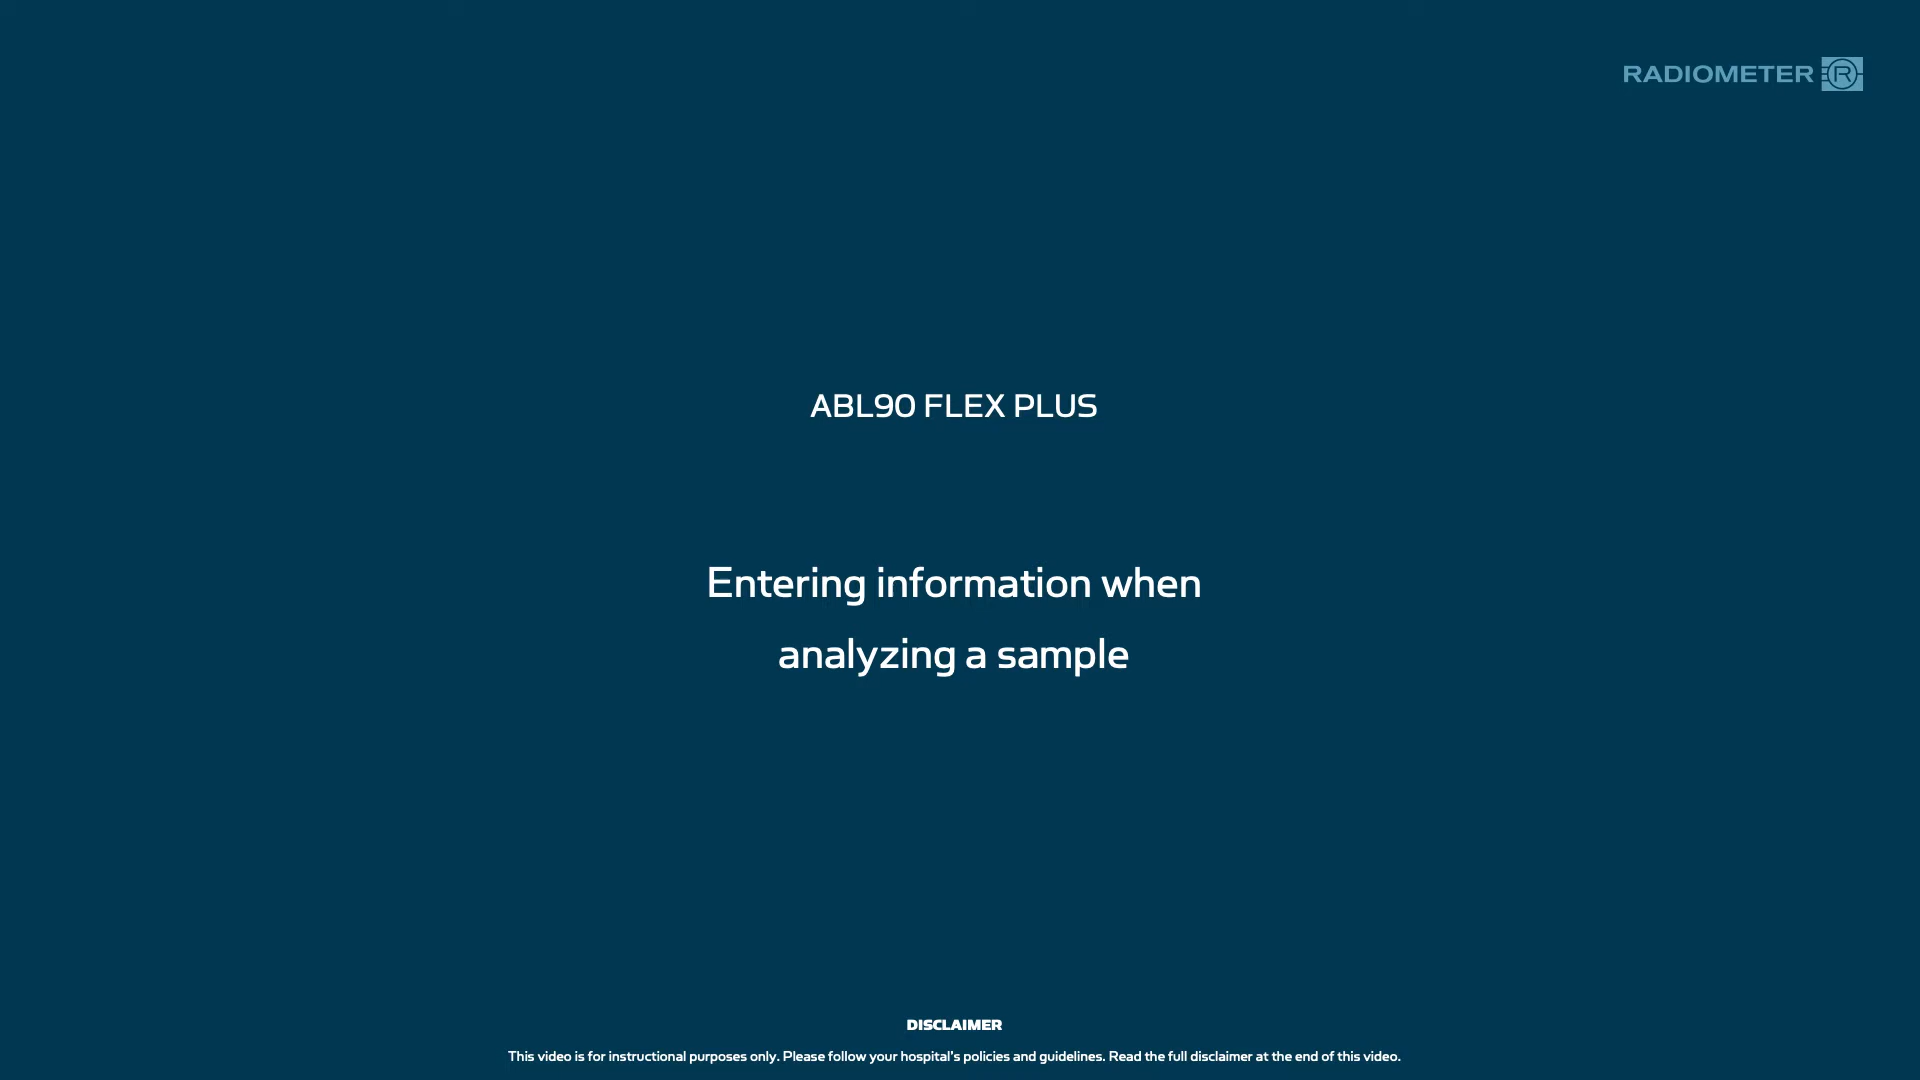 RADIOMETER R
ABL90 FLEX PLUS
Entering information when
analyzing a sample
DISCLAIMER
This video is for instructional purposes only. Please follow your hospital's policies and guidelines. Read the full disclaimer at the end of this video.